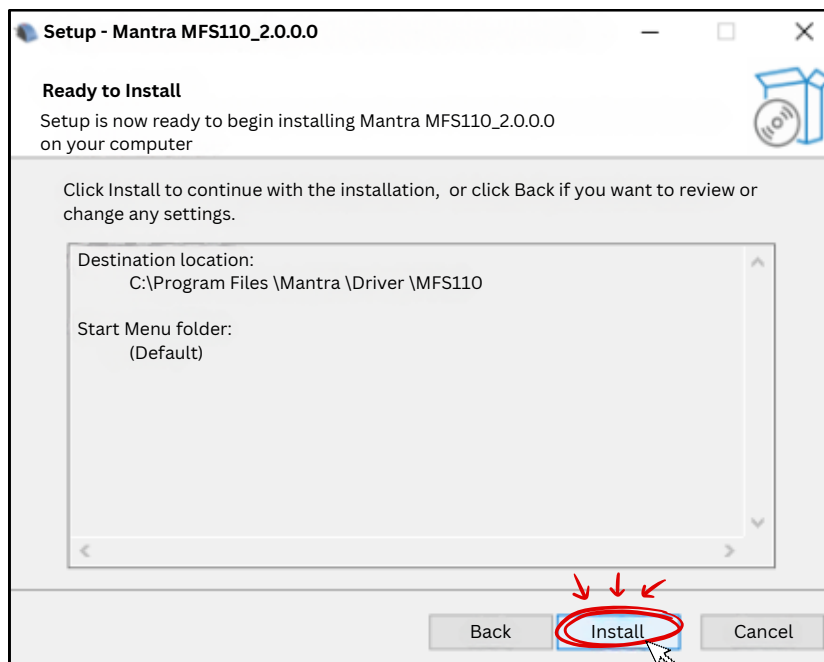 Setup - Mantra MFS110_2.0.0.0
Ready to Install
Setup is now ready to begin installing Mantra MFS110_2.0.0.0
on your computer
Click Install to continue with the installation,  or click Back if you want to review or
change any settings.
Destination location:
C:\Program Files \Mantra \Driver \MFS110
Start Menu folder:
(Default)
Back
Install
Cancel